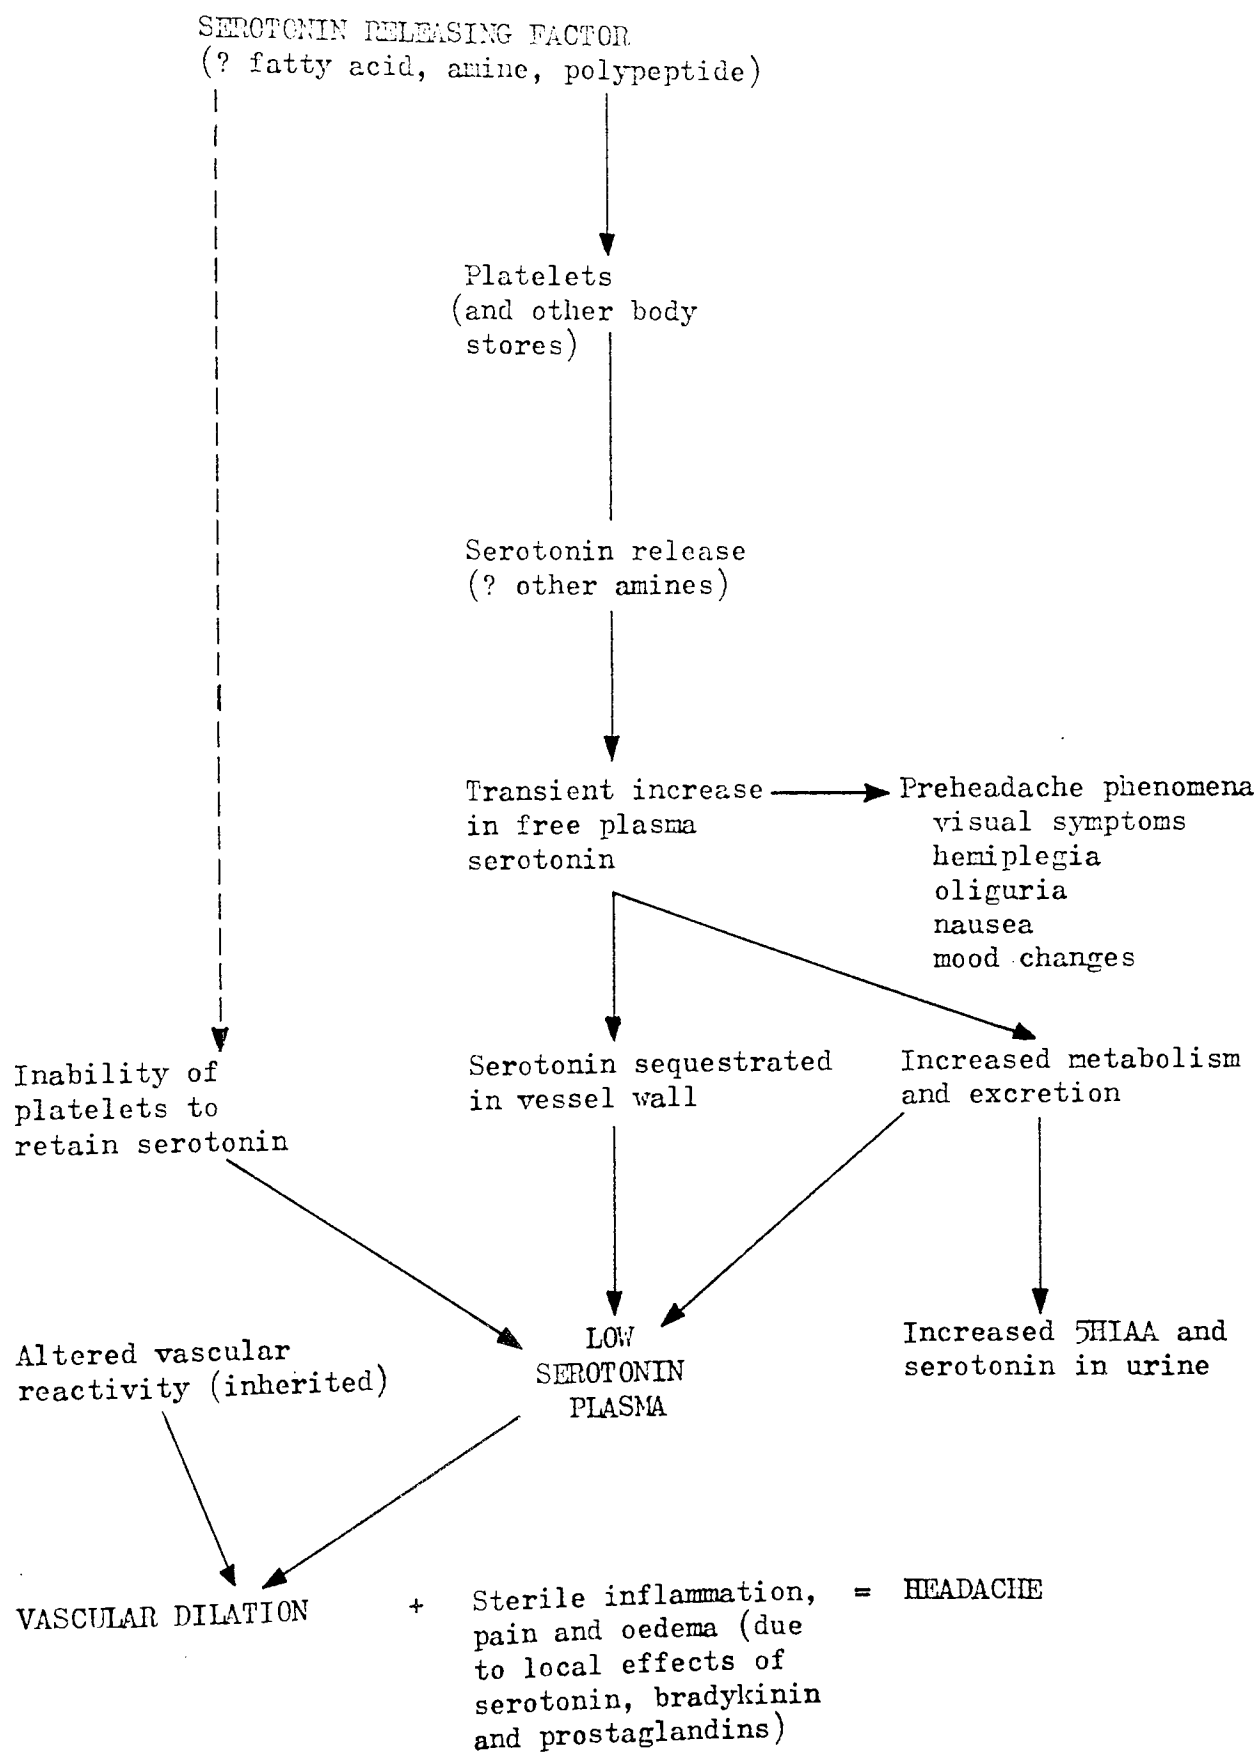 SEROTONIN RELEASING FACTOR
(? fatty acid, amine, polypeptide)
Platelets
(and other body
stores)
Serotonin release
(? other amines)
Transient increase
in free plasma
serotonin
Preheadache phenomena
visual symptoms
hemiplegia
oliguria
nausea
mood changes
Inability of
platelets to
retain serotonin
Serotonin sequestrated
in vessel wall
Increased metabolism
and excretion
Altered vascular
reactivity (inherited)
LOW
SEROTONIN
PLASMA
Increased 5HIAA and
serotonin in urine
VASCULAR DILATION + Sterile inflammation, = HEADACHE
pain and oedema (due
to local effects of
serotonin, bradykinin
and prostaglandins)